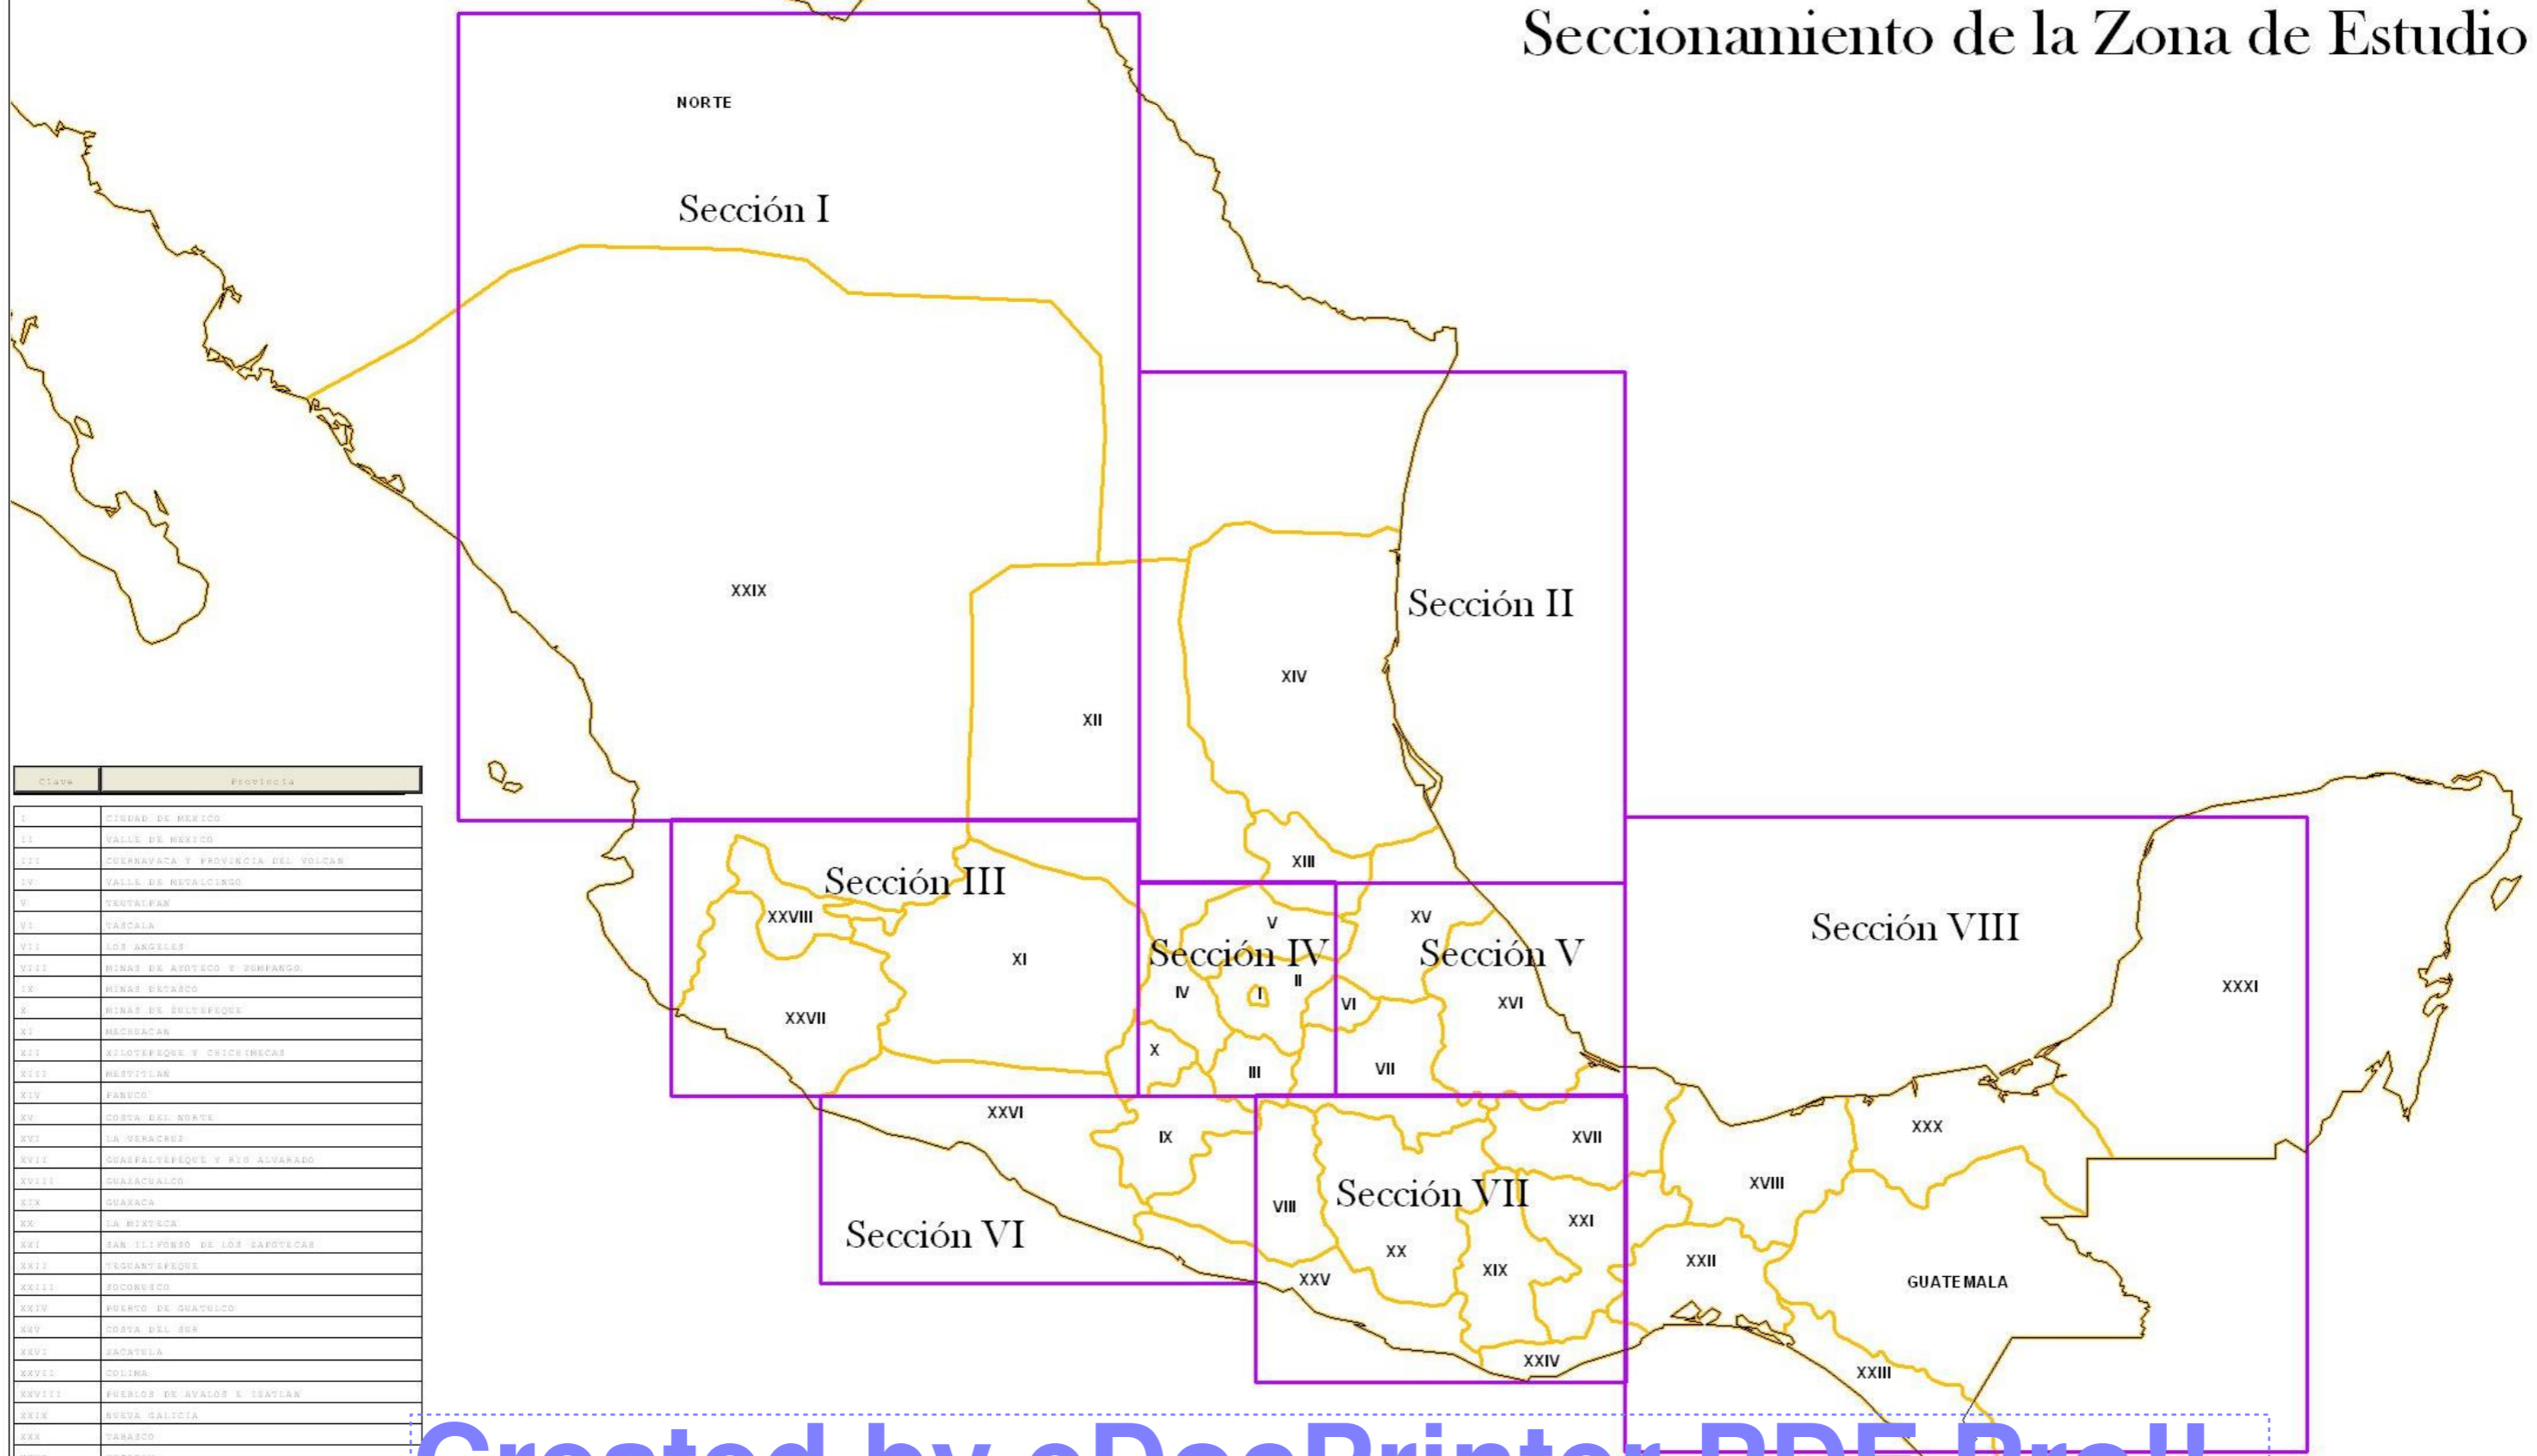 Seccionamiento de la Zona de Estudio
NORTE
Sección I
XXIX
Sección II
XIV
XII
XIII
Sección III
XXVIII
XI
XXVII
V
Sección IV
II
IV
I
X
III
XV
Sección V
VI
XVI
VII
Sección VIII
XXXI
XXVI
IX
Sección VI
XVII
VIII
Sección VII
XXI
XX
XIX
XXV
XXIV
XXX
XVIII
XXII
GUATEMALA
XXIII
Clave Provincia
I CIUDAD DE MEXICO
II VALLE DE MEXICO
III CUERNAVACA Y PROVINCIA DEL VOLCAN
IV VALLE DE METALCINGO
V TEUTALPAN
VI TASCALA
VII LOS ANGELES
VIII MINAS DE AYOTECO Y ZUMPANGO
IX MINAS DETASCO
X MINAS DE ZULTEPEQUE
XI MECHUACAN
XII XILOTEPEQUE Y CHICHIMECAS
XIII MESTITLAN
XIV PANUCO
XV COSTA DEL NORTE
XVI LA VERACRUZ
XVII GUASPALTEPEQUE Y RIO ALVARADO
XVIII GUAZACUALCO
XIX GUAXACA
XX LA MIXTECA
XXI SAN ILIFONSO DE LOS ZAPOTECAS
XXII TEGUANTEPEQUE
XXIII SOCONUSCO
XXIV PUERTO DE GUATULCO
XXV COSTA DEL SUR
XXVI ZACATULA
XXVII COLIMA
XXVIII PUEBLOS DE AVALOS E IZATLAN
XXIX NUEVA GALICIA
XXX TABASCO
Created by eDocPrinter PDF Pro!!